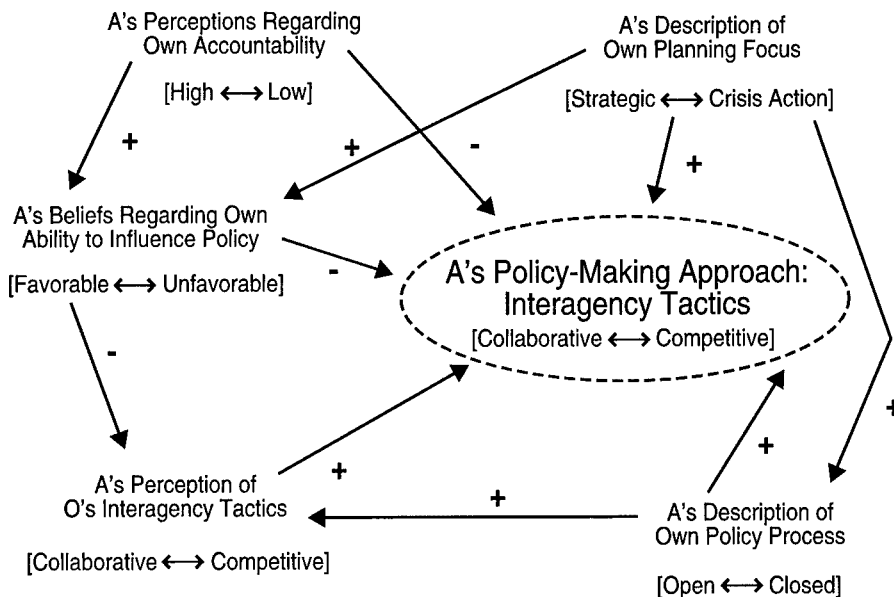 A's Perceptions Regarding
Own Accountability
[High ⟷ Low]
A's Description of
Own Planning Focus
[Strategic ⟷ Crisis Action]
+
+
-
+
A's Beliefs Regarding Own
Ability to Influence Policy
[Favorable ⟷ Unfavorable]
-
A's Policy-Making Approach:
Interagency Tactics
[Collaborative ⟷ Competitive]
-
+
+
+
A's Perception of
O's Interagency Tactics
[Collaborative ⟷ Competitive]
+
A's Description of
Own Policy Process
[Open ⟷ Closed]